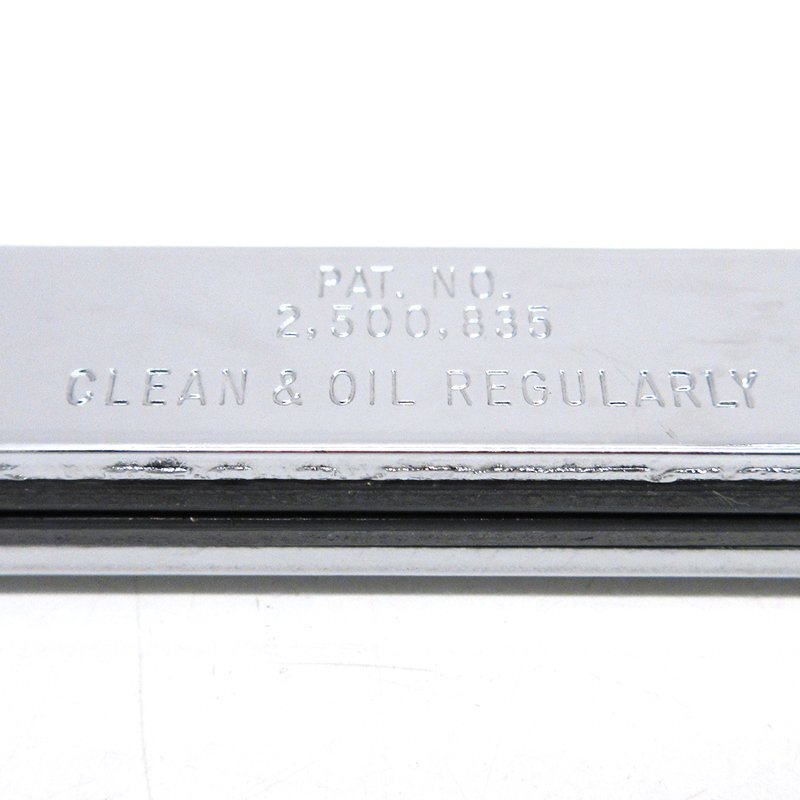 PAT. NO.
2,500,835
CLEAN & OIL REGULARLY